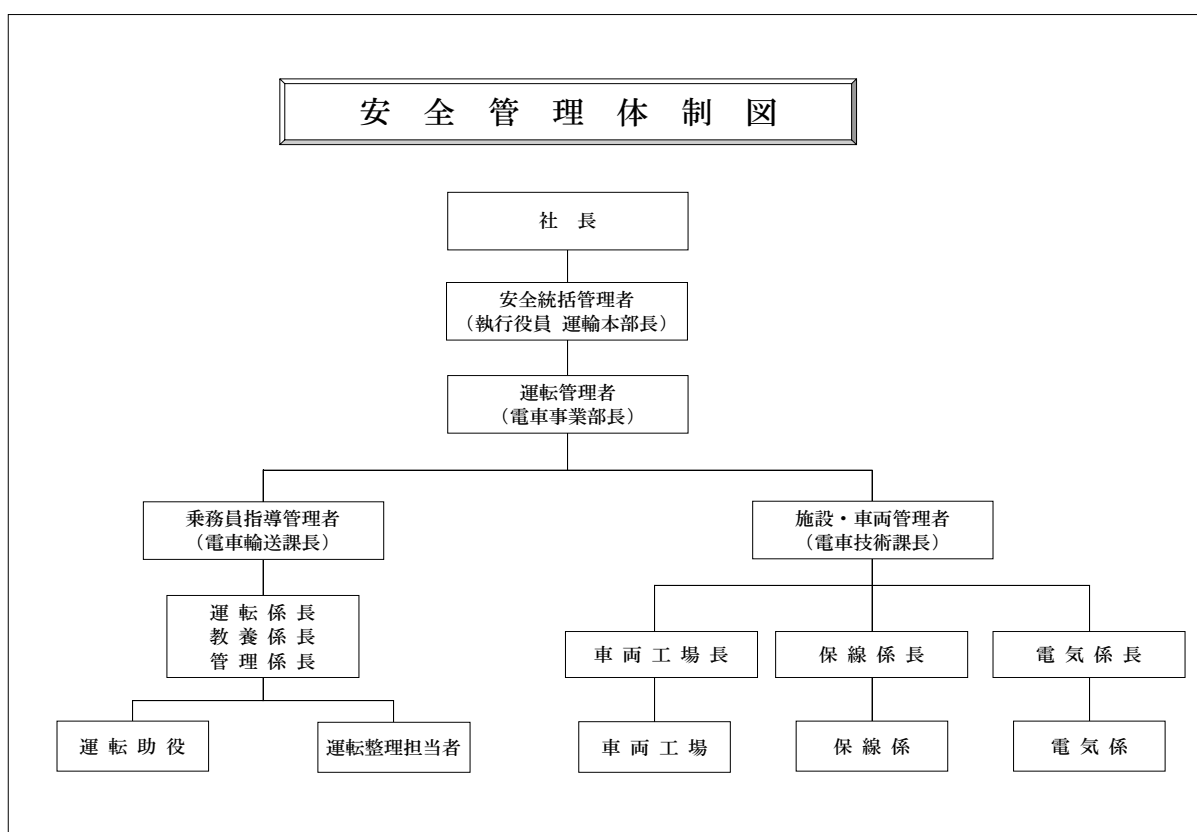 安全管理体制図
社 長
安全統括管理者
（執行役員 運輸本部長）
運転管理者
（電車事業部長）
乗務員指導管理者
（電車輸送課長）
施設・車両管理者
（電車技術課長）
運転係長
教養係長
管理係長
車両工場長
保線係長
電気係長
運転助役
運転整理担当者
車両工場
保線係
電気係